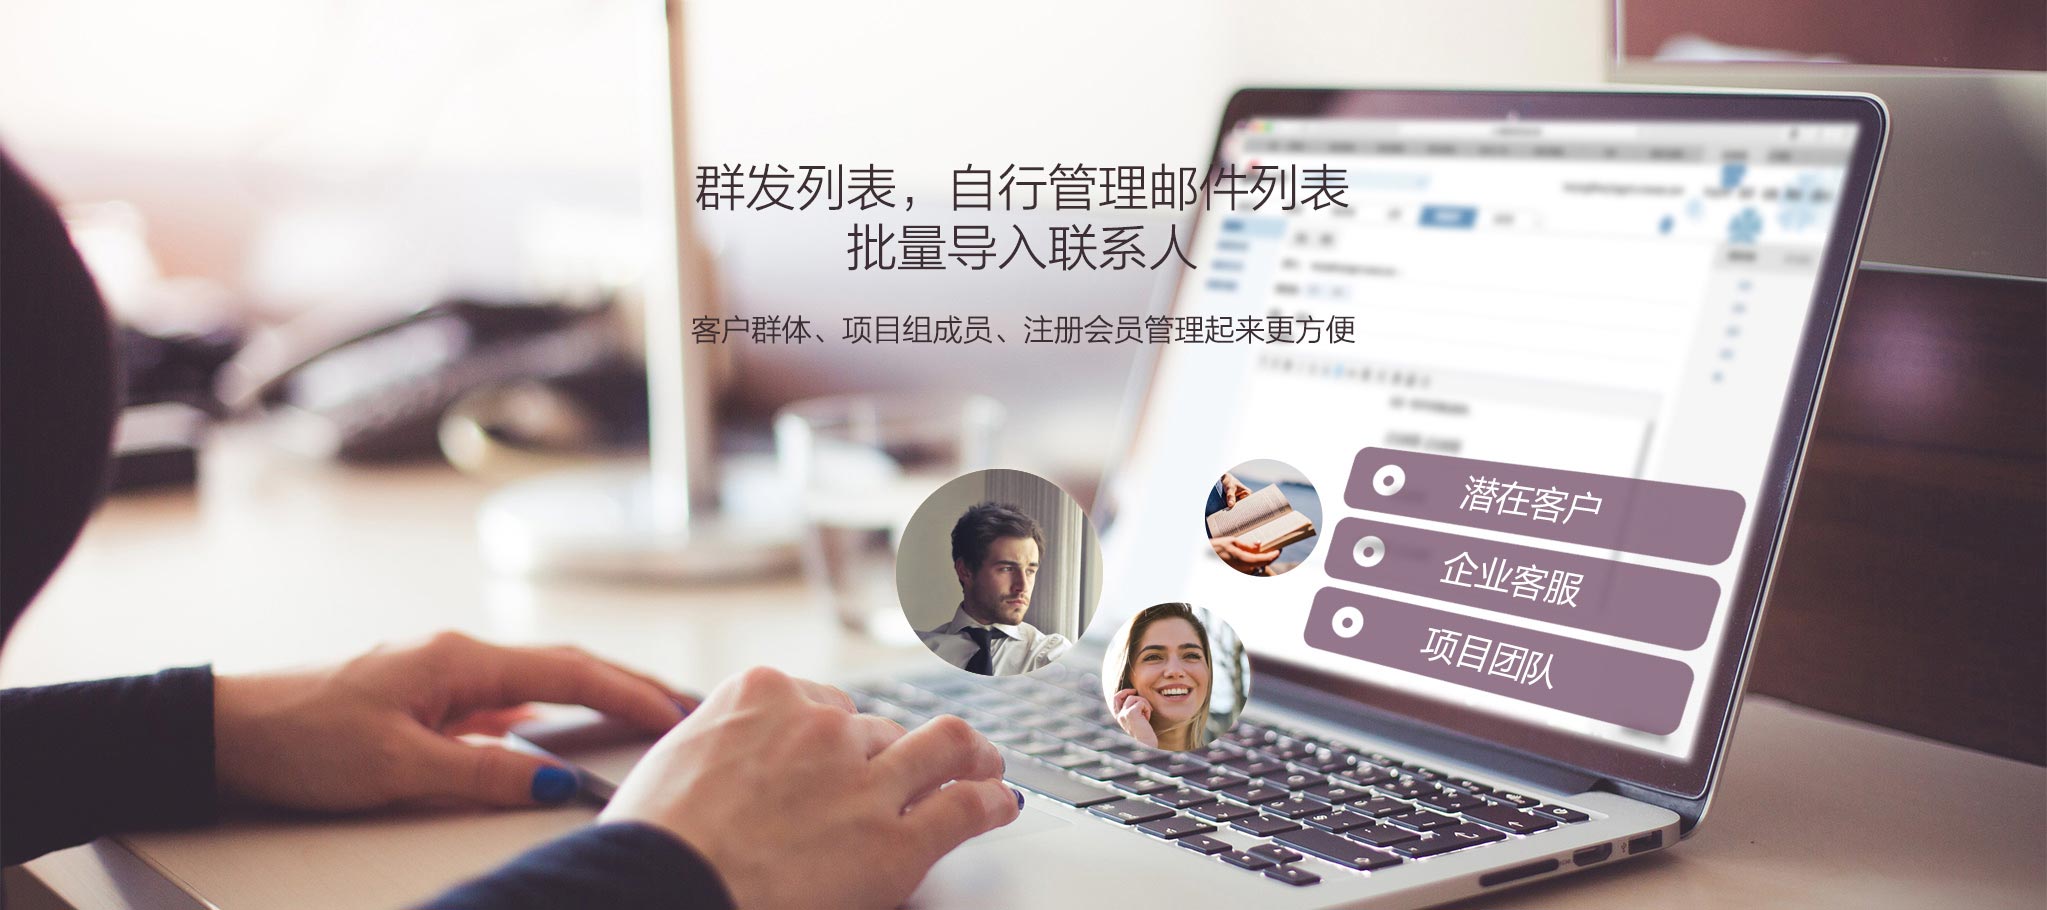 群发列表，自行管理邮件列表
批量导入联系人
客户群体、项目组成员、注册会员管理起来更方便
潜在客户
企业客服
项目团队